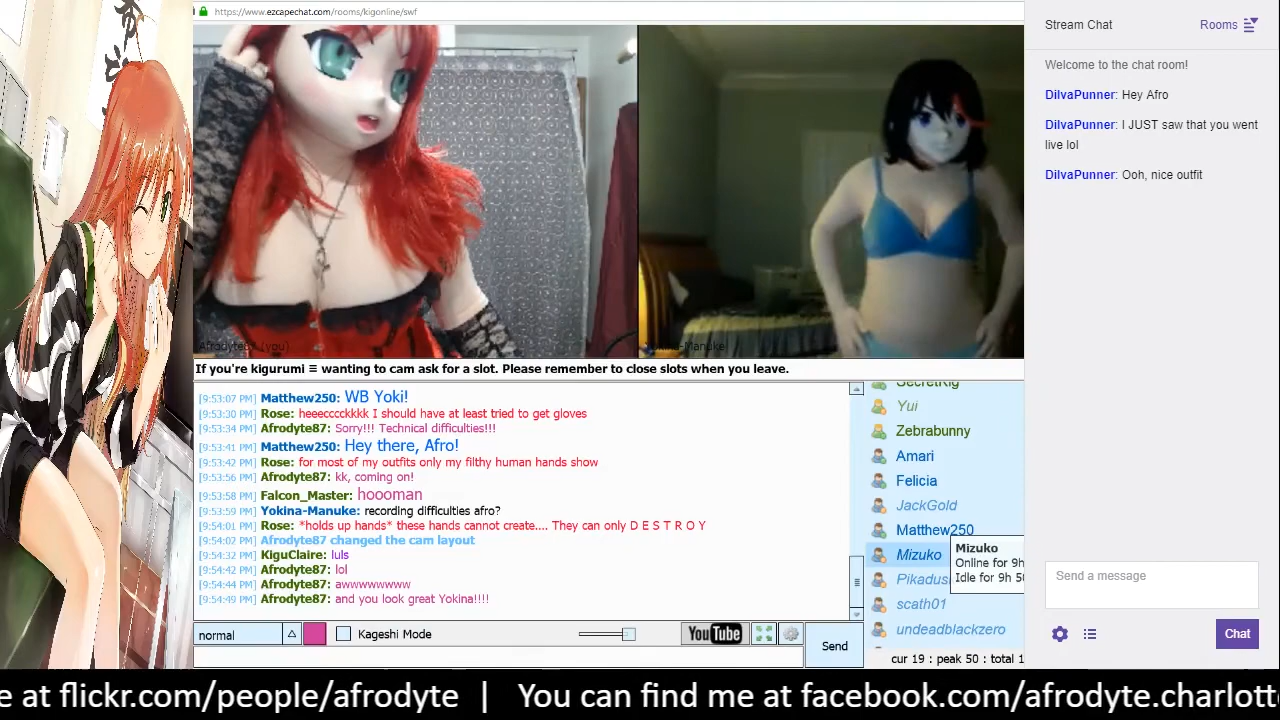 https://www.ezcapechat.com/rooms/kigonline/swf
Afrodyte87 (you)
If you're kigurumi ≡ wanting to cam ask for a slot. Please remember to close slots when you leave.
[9:53:07 PM] Matthew250: WB Yoki!
[9:53:30 PM] Rose: heeecccckkkk I should have at least tried to get gloves
[9:53:34 PM] Afrodyte87: Sorry!!! Technical difficulties!!!
[9:53:41 PM] Matthew250: Hey there, Afro!
[9:53:42 PM] Rose: for most of my outfits only my filthy human hands show
[9:53:56 PM] Afrodyte87: kk, coming on!
[9:53:58 PM] Falcon_Master: hoooman
[9:53:59 PM] Yokina-Manuke: recording difficulties afro?
[9:54:01 PM] Rose: *holds up hands* these hands cannot create.... They can only D E S T R O Y
[9:54:02 PM] Afrodyte87 changed the cam layout
[9:54:32 PM] KiguClaire: luls
[9:54:42 PM] Afrodyte87: lol
[9:54:44 PM] Afrodyte87: awwwwwwww
[9:54:49 PM] Afrodyte87: and you look great Yokina!!!!
normal
Kageshi Mode
YouTube
Send
SecretKig
Yui
Zebrabunny
Amari
Felicia
JackGold
Matthew250
Mizuko
Pikadus
scath01
undeadblackzero
Mizuko
Online for 9h
Idle for 9h 5
cur 19 : peak 50 : total 1
Stream Chat
Rooms
Welcome to the chat room!
DilvaPunner: Hey Afro
DilvaPunner: I JUST saw that you went
live lol
DilvaPunner: Ooh, nice outfit
Send a message
Chat
e at flickr.com/people/afrodyte | You can find me at facebook.com/afrodyte.charlott